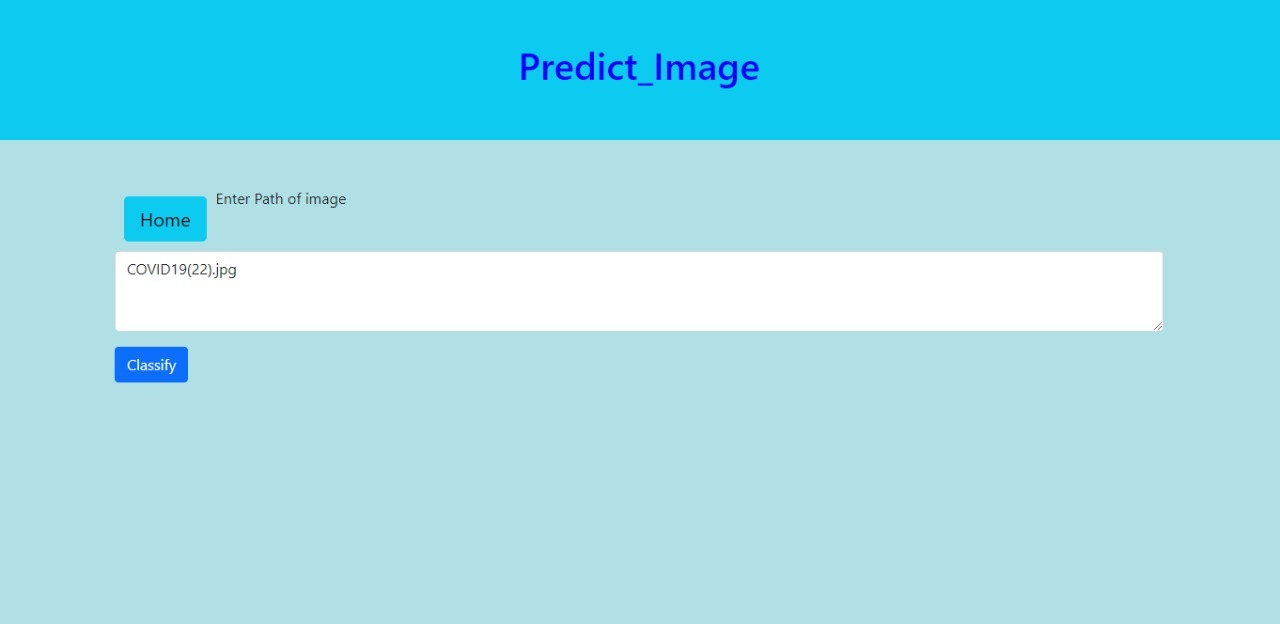 Predict_Image
Home
Enter Path of image
COVID19(22).jpg
Classify